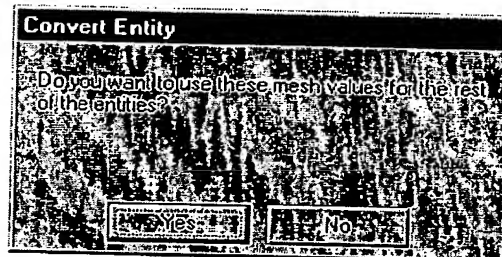 Convert Entity
Do you want to use these mesh values for the rest
of the entities?
Yes
No